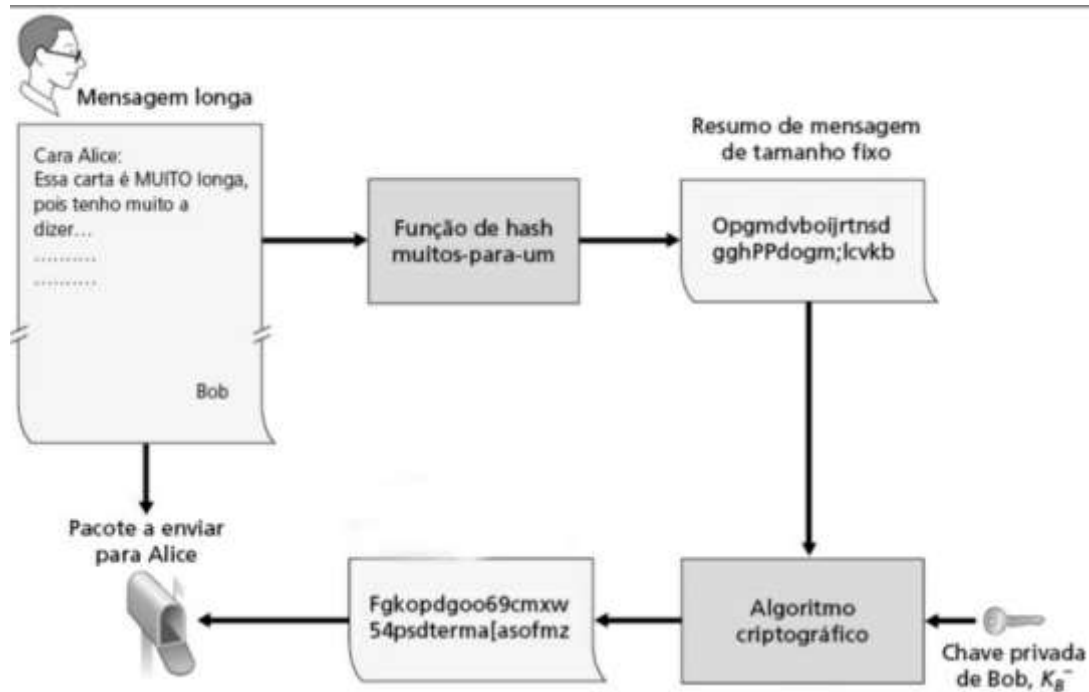 Mensagem longa
Cara Alice:
Essa carta é MUITO longa,
pois tenho muito a
dizer...
..........
..........
Bob
Função de hash
muitos-para-um
Resumo de mensagem
de tamanho fixo
Opgmdvboijrtnsd
gghPPdogm;lcvkb
Algoritmo
criptográfico
Chave privada
de Bob, K_B⁻
Fgkopdgoo69cmxw
54psdterma[asofmz
Pacote a enviar
para Alice